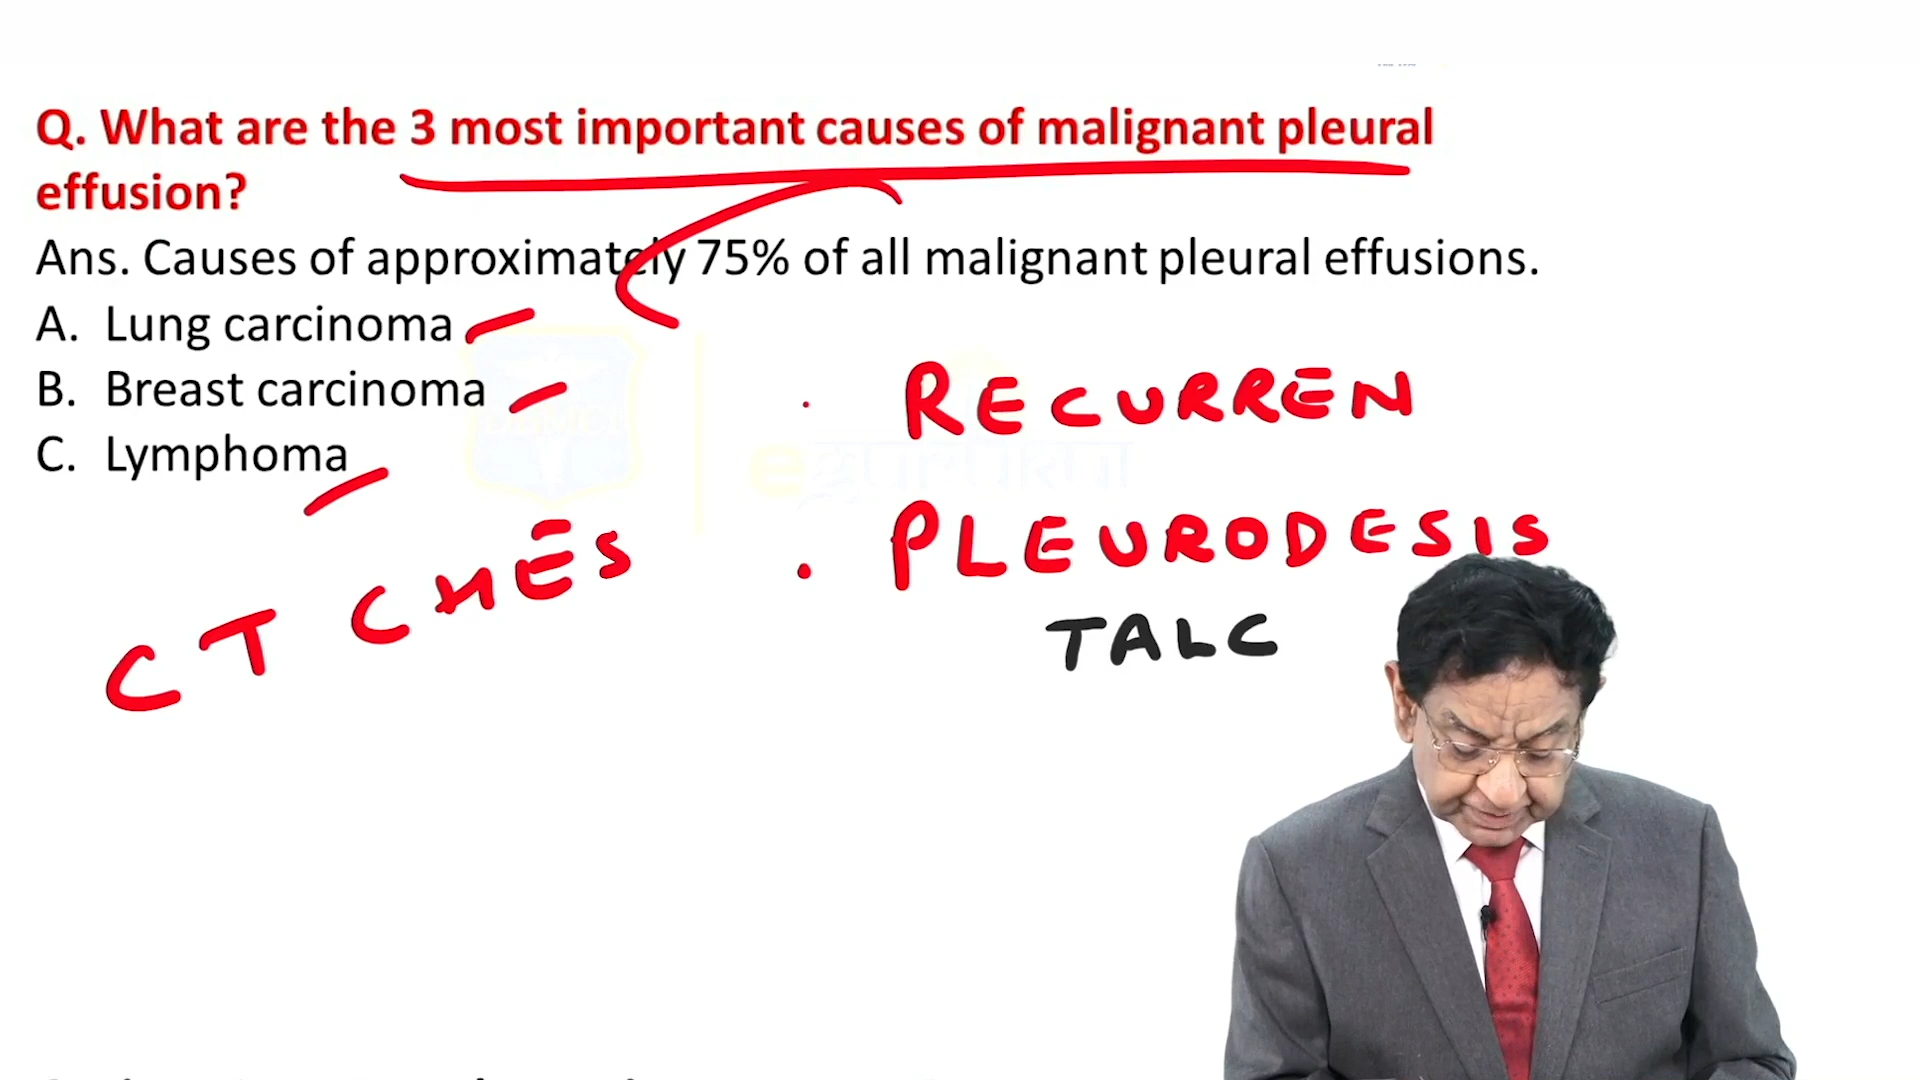 Q. What are the 3 most important causes of malignant pleural
effusion?
Ans. Causes of approximately 75% of all malignant pleural effusions.
A. Lung carcinoma
B. Breast carcinoma
C. Lymphoma
RECURREN
PLEURODESIS
TALC
CT CHES
egurukul